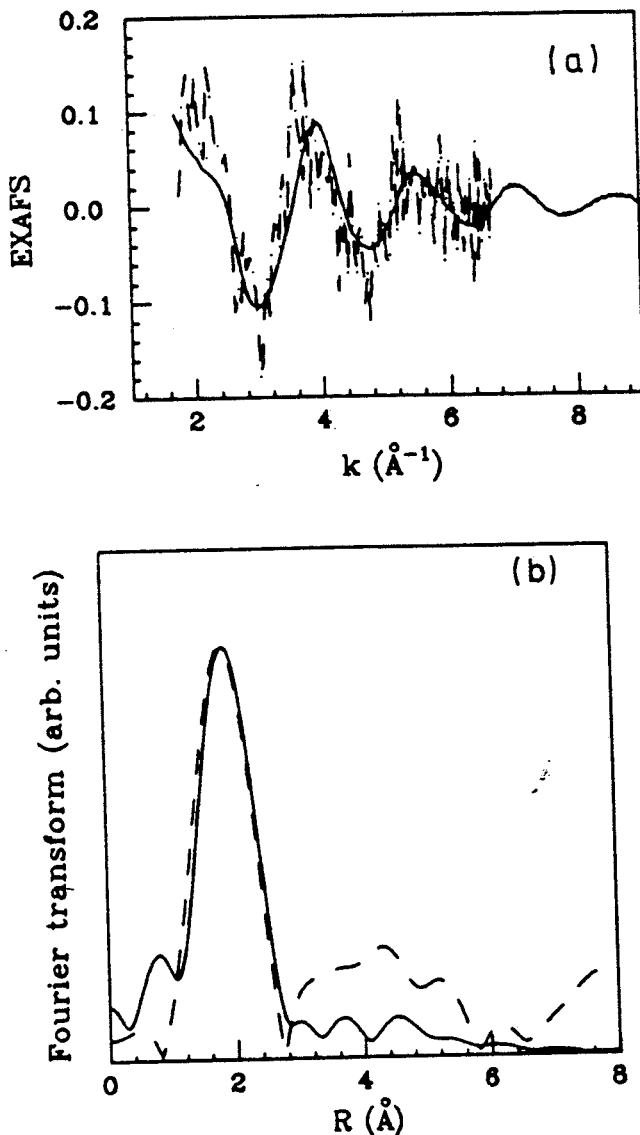 0.2
(a)
0.1
0.0
-0.1
-0.2
EXAFS
2
4
6
8
k (Å⁻¹)
(b)
Fourier transform (arb. units)
0
2
4
6
8
R (Å)